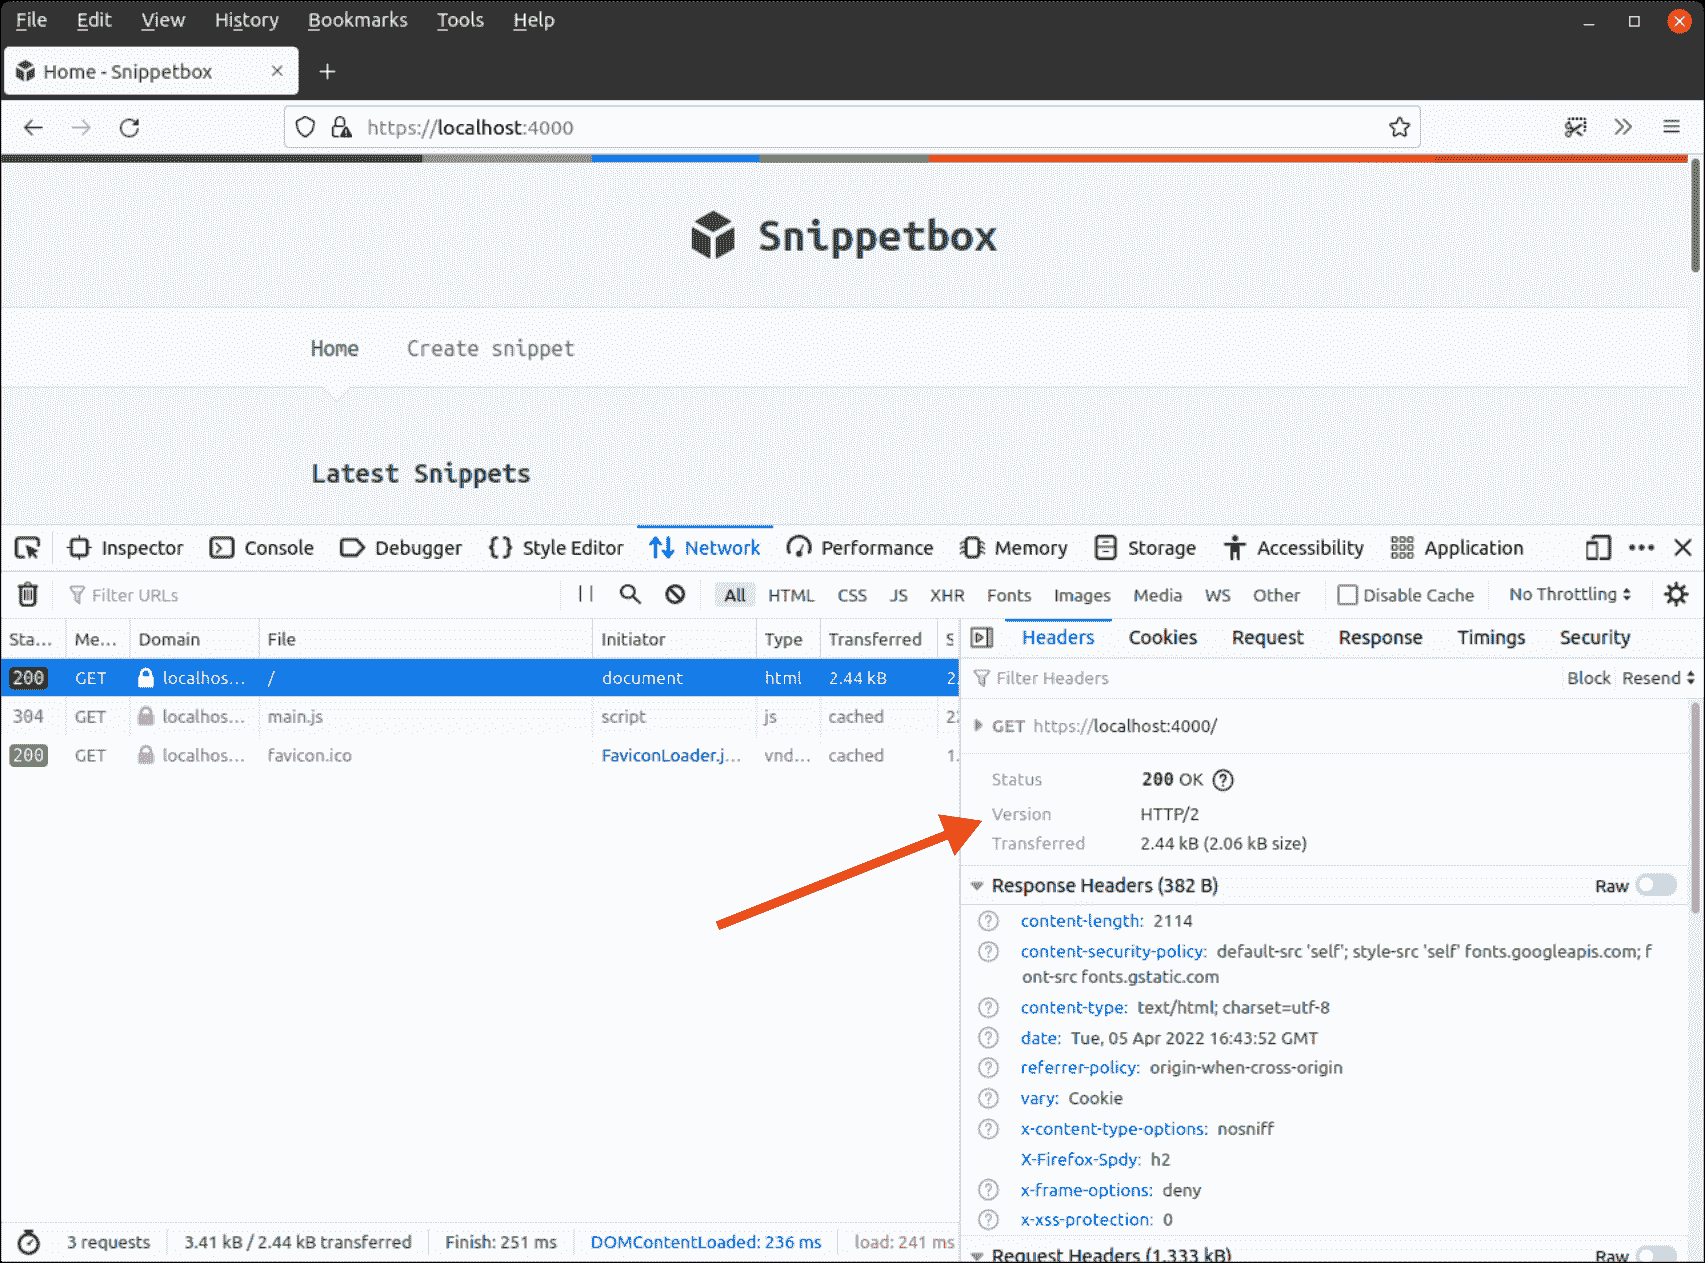 File Edit View History Bookmarks Tools Help
Home - Snippetbox
https://localhost:4000
Snippetbox
Home Create snippet
Latest Snippets
Inspector Console Debugger Style Editor Network Performance Memory Storage Accessibility Application
Filter URLs All HTML CSS JS XHR Fonts Images Media WS Other Disable Cache No Throttling
Sta... Me... Domain File Initiator Type Transferred S
Headers Cookies Request Response Timings Security
200 GET localhos... / document html 2.44 kB 2.
304 GET localhos... main.js script js cached 2
200 GET localhos... favicon.ico FaviconLoader.j... vnd... cached 1.
Filter Headers Block Resend
GET https://localhost:4000/
Status 200 OK
Version HTTP/2
Transferred 2.44 kB (2.06 kB size)
Response Headers (382 B) Raw
content-length: 2114
content-security-policy: default-src 'self'; style-src 'self' fonts.googleapis.com; f
ont-src fonts.gstatic.com
content-type: text/html; charset=utf-8
date: Tue, 05 Apr 2022 16:43:52 GMT
referrer-policy: origin-when-cross-origin
vary: Cookie
x-content-type-options: nosniff
X-Firefox-Spdy: h2
x-frame-options: deny
x-xss-protection: 0
Request Headers (1.333 kB) Raw
3 requests 3.41 kB / 2.44 kB transferred Finish: 251 ms DOMContentLoaded: 236 ms load: 241 ms